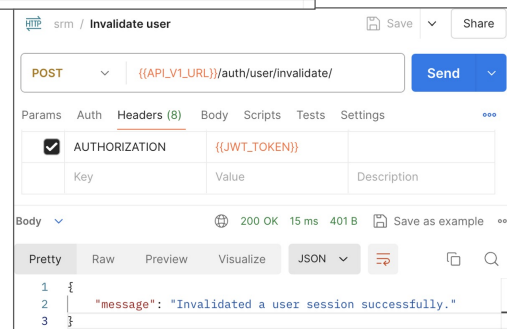 HTTP srm / Invalidate user Save Share
POST {{API_V1_URL}}/auth/user/invalidate/ Send
Params Auth Headers (8) Body Scripts Tests Settings
AUTHORIZATION {{JWT_TOKEN}}
Key Value Description
Body 200 OK 15 ms 401 B Save as example
Pretty Raw Preview Visualize JSON
1 {
2 "message": "Invalidated a user session successfully."
3 }